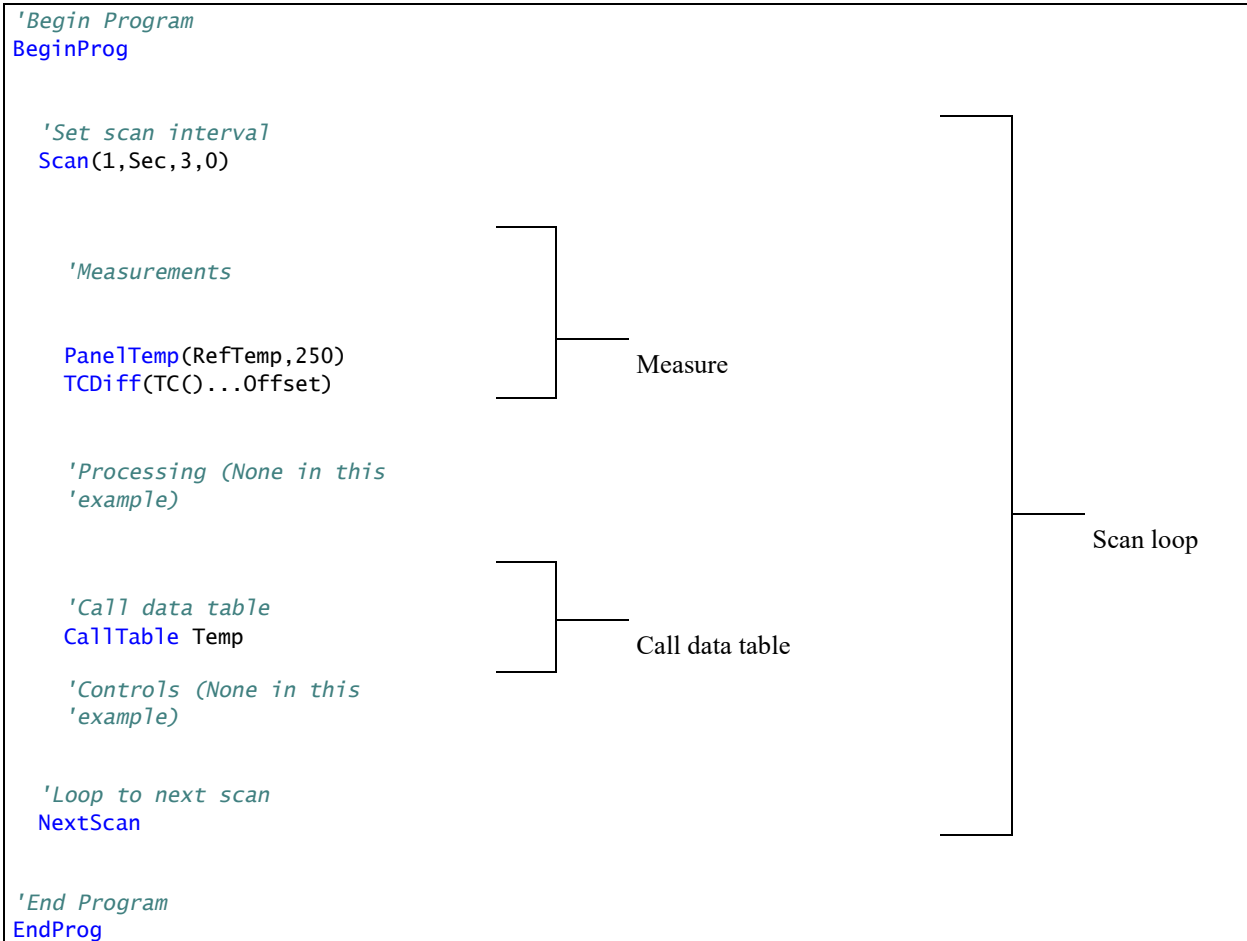 'Begin Program
BeginProg
'Set scan interval
Scan(1,Sec,3,0)
'Measurements
PanelTemp(RefTemp,250)
TCDiff(TC()...Offset)
Measure
'Processing (None in this
'example)
Scan loop
'Call data table
CallTable Temp
Call data table
'Controls (None in this
'example)
'Loop to next scan
NextScan
'End Program
EndProg